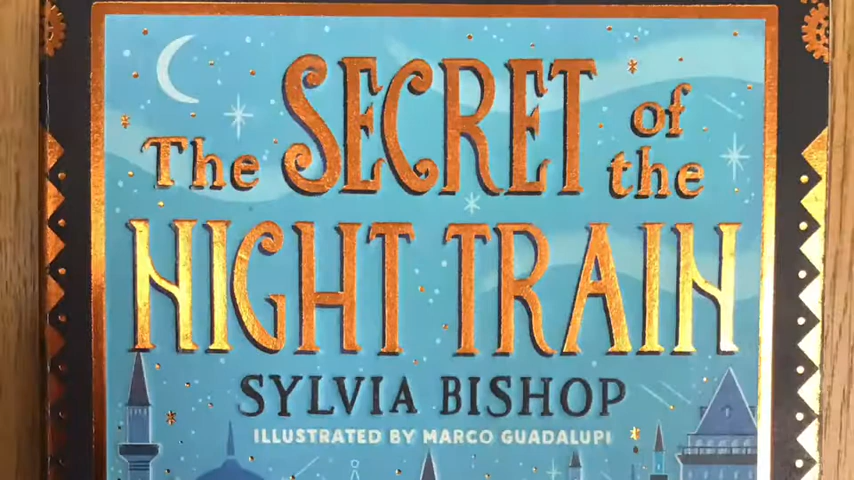 The SECRET of the
NIGHT TRAIN
SYLVIA BISHOP
ILLUSTRATED BY MARCO GUADALUPI